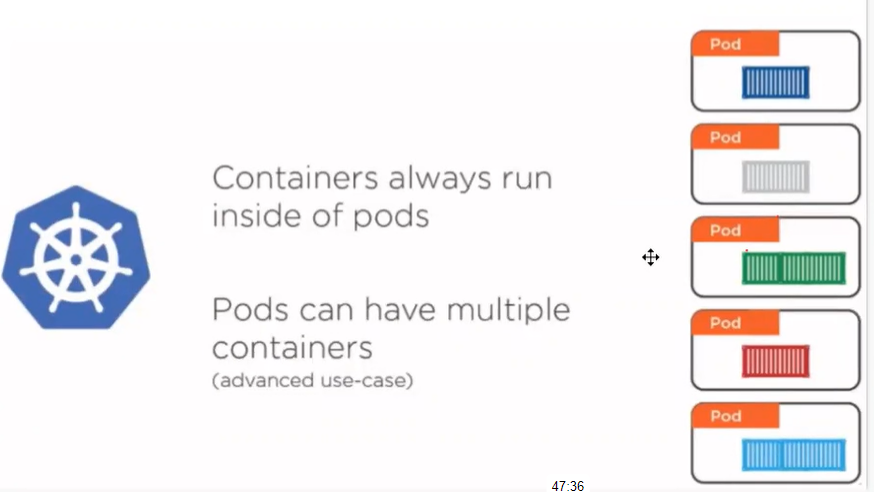 Containers always run
inside of pods
Pods can have multiple
containers
(advanced use-case)
Pod
Pod
Pod
Pod
Pod
47:36